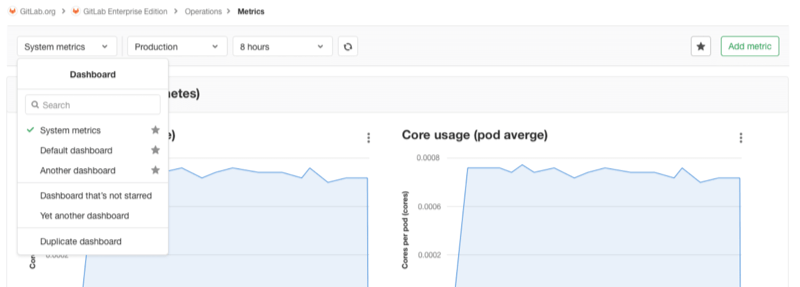 GitLab.org > GitLab Enterprise Edition > Operations > Metrics
System metrics
Production
8 hours
Add metric
Dashboard
Search
System metrics
Default dashboard
Another dashboard
Dashboard that's not starred
Yet another dashboard
Duplicate dashboard
netes)
e)
Core usage (pod averge)
0.0008
0.0006
0.0002
Cores per pod (cores)
0.0002
Cor